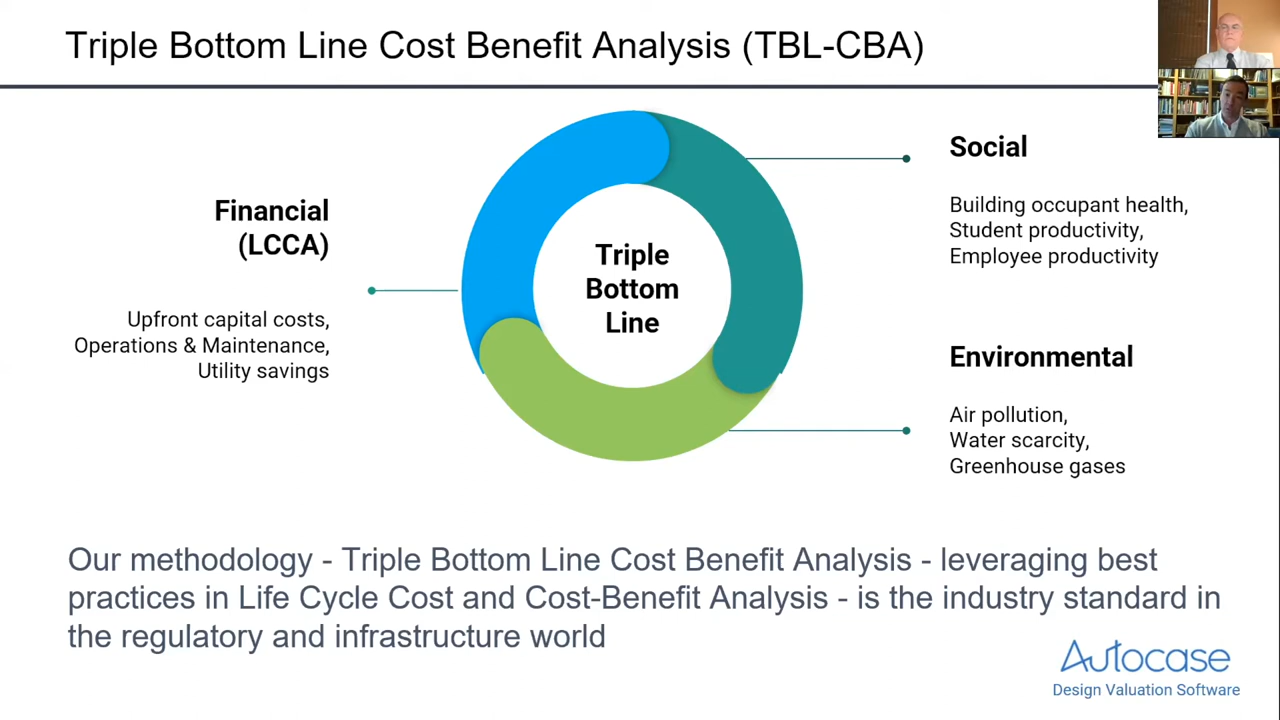 Triple Bottom Line Cost Benefit Analysis (TBL-CBA)
Financial
(LCCA)
Upfront capital costs,
Operations & Maintenance,
Utility savings
Triple
Bottom
Line
Social
Building occupant health,
Student productivity,
Employee productivity
Environmental
Air pollution,
Water scarcity,
Greenhouse gases
Our methodology - Triple Bottom Line Cost Benefit Analysis - leveraging best
practices in Life Cycle Cost and Cost-Benefit Analysis - is the industry standard in
the regulatory and infrastructure world
Autocase
Design Valuation Software